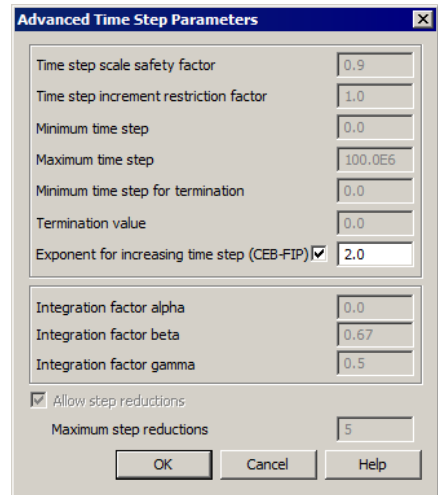 Advanced Time Step Parameters
Time step scale safety factor 0.9
Time step increment restriction factor 1.0
Minimum time step 0.0
Maximum time step 100.0E6
Minimum time step for termination 0.0
Termination value 0.0
Exponent for increasing time step (CEB-FIP) 2.0
Integration factor alpha 0.0
Integration factor beta 0.67
Integration factor gamma 0.5
Allow step reductions
Maximum step reductions 5
OK Cancel Help